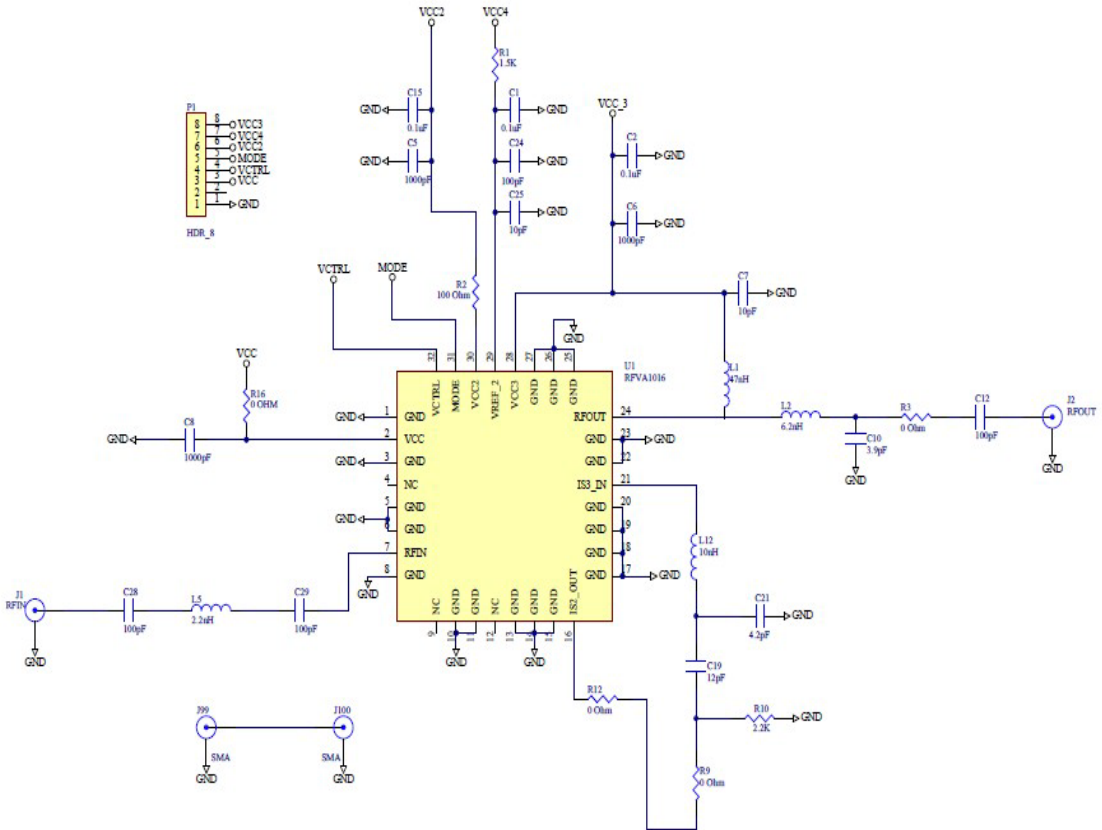 VCC2
VCC4
R1
1.5K
GND
C15
0.1uF
C1
0.1uF
GND
VCC_3
P1
8 8 VCC3
7 7 VCC4
6 6 VCC2
5 5 MODE
4 4 VCTRL
3 3 VCC
2 2
1 1 GND
HDR_8
GND
C5
1000pF
C24
100pF
GND
C2
0.1uF
GND
C25
10pF
GND
C6
1000pF
GND
VCTRL
MODE
R2
100 Ohm
C7
10pF
GND
GND
32 31 30 29 28 27 26 25
VCTRL MODE VCC2 VREF_2 VCC3 GND GND GND
U1
RFVA1016
VCC
R16
0 OHM
L1
47nH
GND 1 GND
RFOUT 24
L2
6.2nH
R3
0 Ohm
C12
100pF
J2
RFOUT
GND
C8
1000pF
2 VCC
GND 23 GND
C10
3.9pF
GND
GND
GND 3 GND
GND 22
4 NC
IS3_IN 21
GND 5 GND
GND 20
6 GND
GND 19
L12
10nH
7 RFIN
GND 18
8 GND
GND
GND 17 GND
J1
RFIN
GND
C28
100pF
L5
2.2nH
C29
100pF
NC GND GND NC GND GND GND IS2_OUT
9 10 11 12 13 14 15 16
GND
GND
C21
4.2pF
GND
C19
12pF
R12
0 Ohm
R10
2.2K
GND
J99
SMA
GND
J100
SMA
GND
R9
0 Ohm